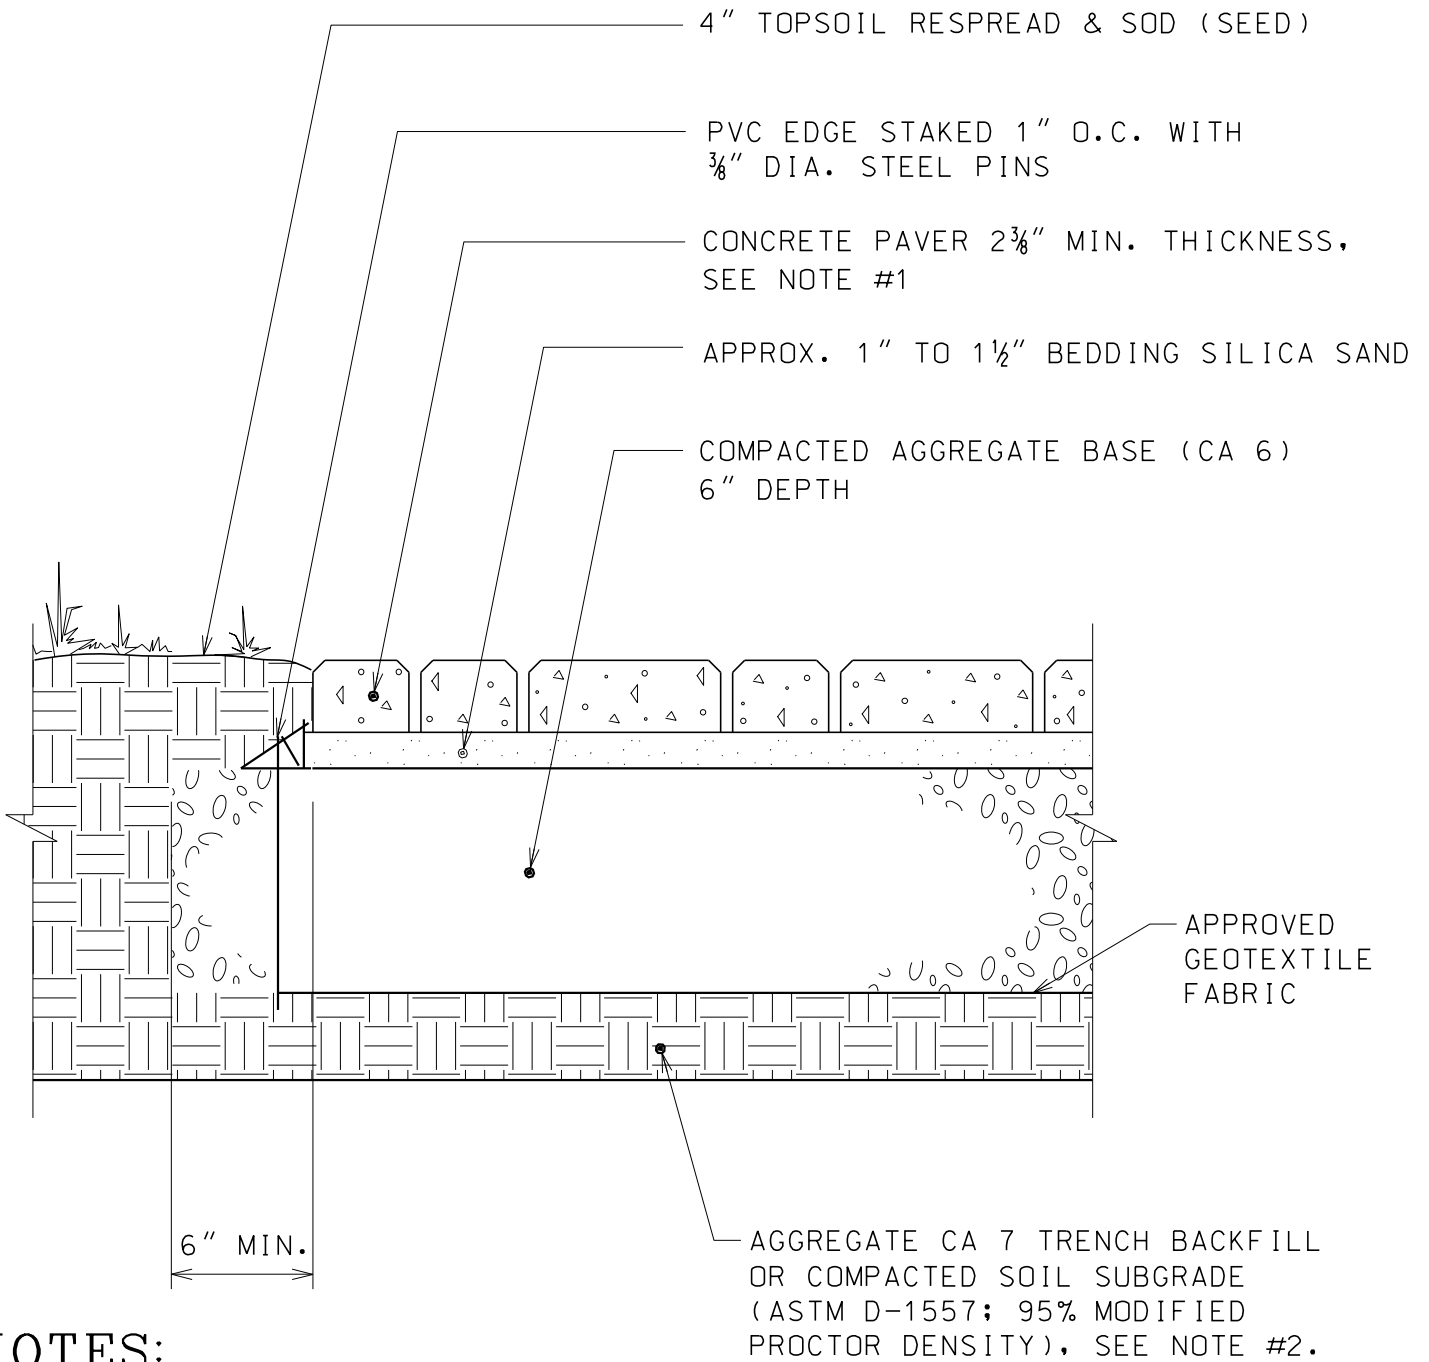 4" TOPSOIL RESPREAD & SOD (SEED)
PVC EDGE STAKED 1" O.C. WITH
⅜" DIA. STEEL PINS
CONCRETE PAVER 2⅜" MIN. THICKNESS,
SEE NOTE #1
APPROX. 1" TO 1½" BEDDING SILICA SAND
COMPACTED AGGREGATE BASE (CA 6)
6" DEPTH
APPROVED
GEOTEXTILE
FABRIC
6" MIN.
AGGREGATE CA 7 TRENCH BACKFILL
OR COMPACTED SOIL SUBGRADE
(ASTM D-1557; 95% MODIFIED
PROCTOR DENSITY), SEE NOTE #2.
NOTES: